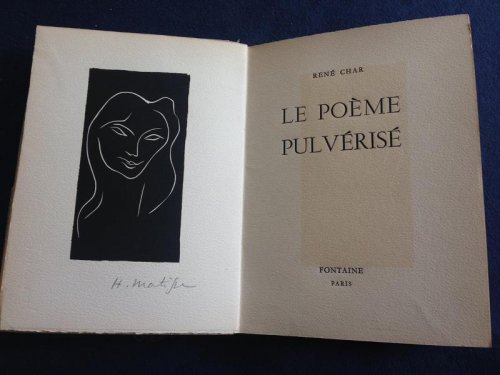 H. Matisse
RENÉ CHAR
LE POÈME
PULVÉRISÉ
FONTAINE
PARIS